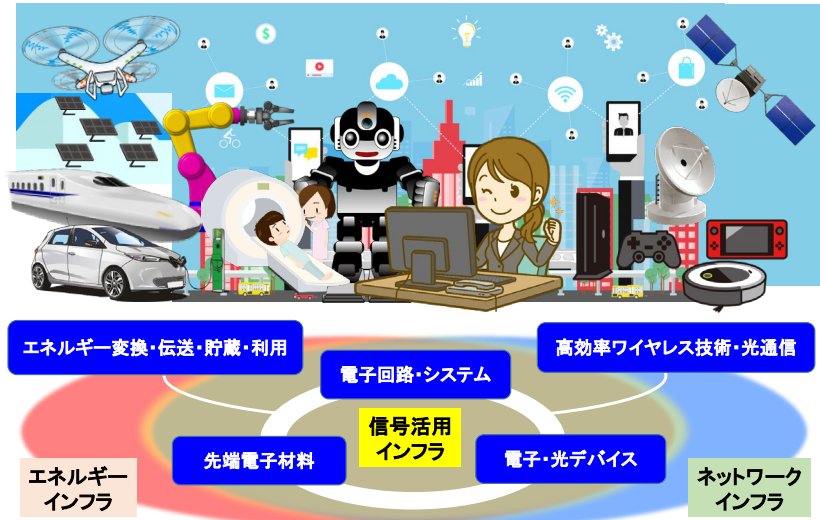 エネルギー変換・伝送・貯蔵・利用
高効率ワイヤレス技術・光通信
電子回路・システム
信号活用
インフラ
先端電子材料
電子・光デバイス
エネルギー
インフラ
ネットワーク
インフラ